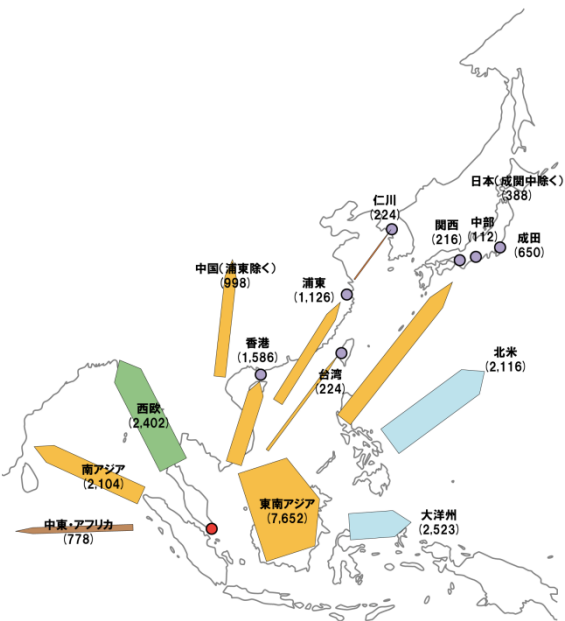 日本（成関中除く）
(388)
仁川
(224)
関西
(216)
中部
(112)
成田
(650)
中国（浦東除く）
(998)
浦東
(1,126)
香港
(1,586)
台湾
(224)
北米
(2,116)
西欧
(2,402)
南アジア
(2,104)
東南アジア
(7,652)
大洋州
(2,523)
中東・アフリカ
(778)